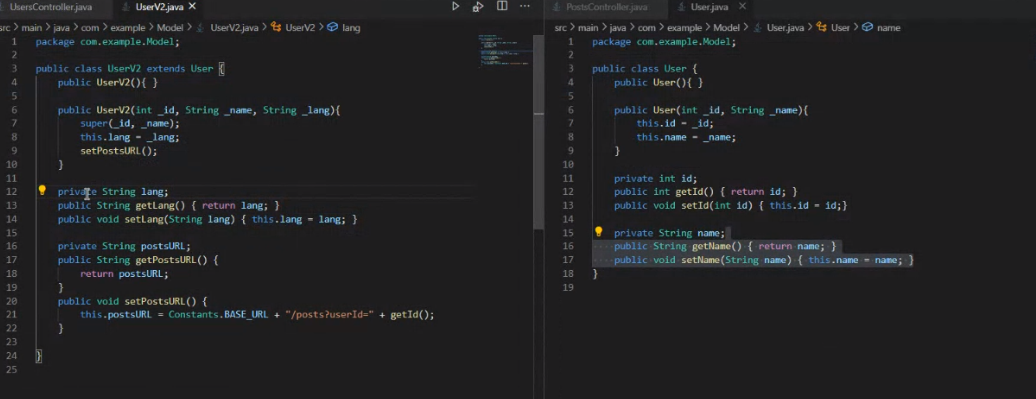 UsersController.java
UserV2.java
src > main > java > com > example > Model > UserV2.java > UserV2 > lang
1 package com.example.Model;
2
3 public class UserV2 extends User {
4 public UserV2(){ }
5
6 public UserV2(int _id, String _name, String _lang){
7 super(_id, _name);
8 this.lang = _lang;
9 setPostsURL();
10 }
11
12 private String lang;
13 public String getLang() { return lang; }
14 public void setLang(String lang) { this.lang = lang; }
15
16 private String postsURL;
17 public String getPostsURL() {
18 return postsURL;
19 }
20 public void setPostsURL() {
21 this.postURL = Constants.BASE_URL + "/posts?userId=" + getId();
22 }
23
24 }
25
PostsController.java
User.java
src > main > java > com > example > Model > User.java > User > name
1 package com.example.Model;
2
3 public class User {
4 public User(){ }
5
6 public User(int _id, String _name){
7 this.id = _id;
8 this.name = _name;
9 }
10
11 private int id;
12 public int getId() { return id; }
13 public void setId(int id) { this.id = id;}
14
15 private String name;
16 public String getName() { return name; }
17 public void setName(String name) { this.name = name; }
18 }
19